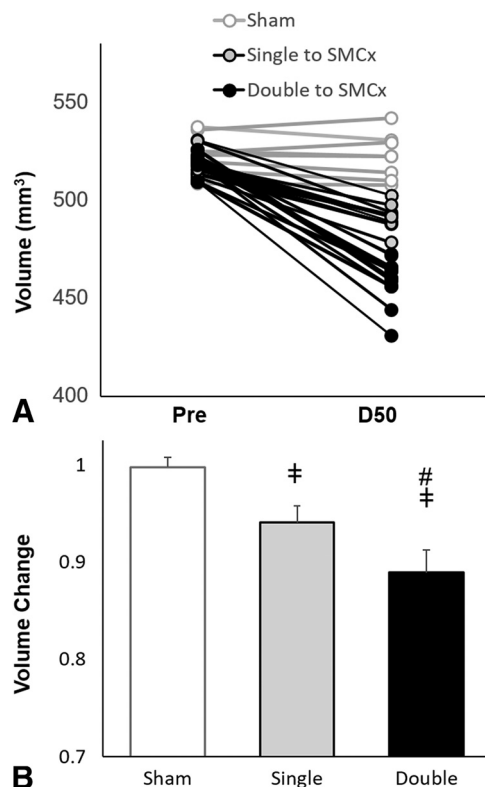 A
Sham
Single to SMCx
Double to SMCx
Volume (mm³)
550
500
450
400
Pre D50
B
Volume Change
1
0.9
0.8
0.7
ǂ
#
ǂ
Sham Single Double